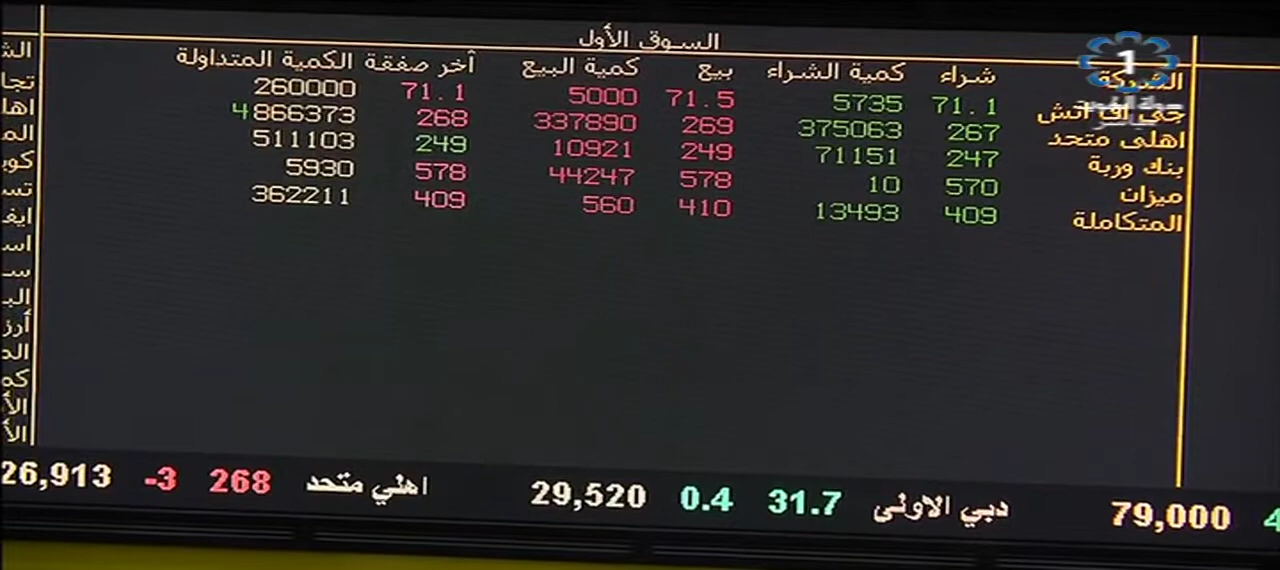 السوق الأول
الشركة شراء كمية الشراء بيع كمية البيع آخر صفقة الكمية المتداولة
جي اف اتش 71.1 5735 71.5 5000 71.1 260000
اهلي متحد 267 375063 269 337890 268 4866373
بنك وربة 247 71151 249 10921 249 511103
ميزان 570 10 578 44247 578 5930
المتكاملة 409 13493 410 560 409 362211
79,000 دبي الاولى 31.7 0.4 29,520 اهلي متحد 268 -3 26,913
1